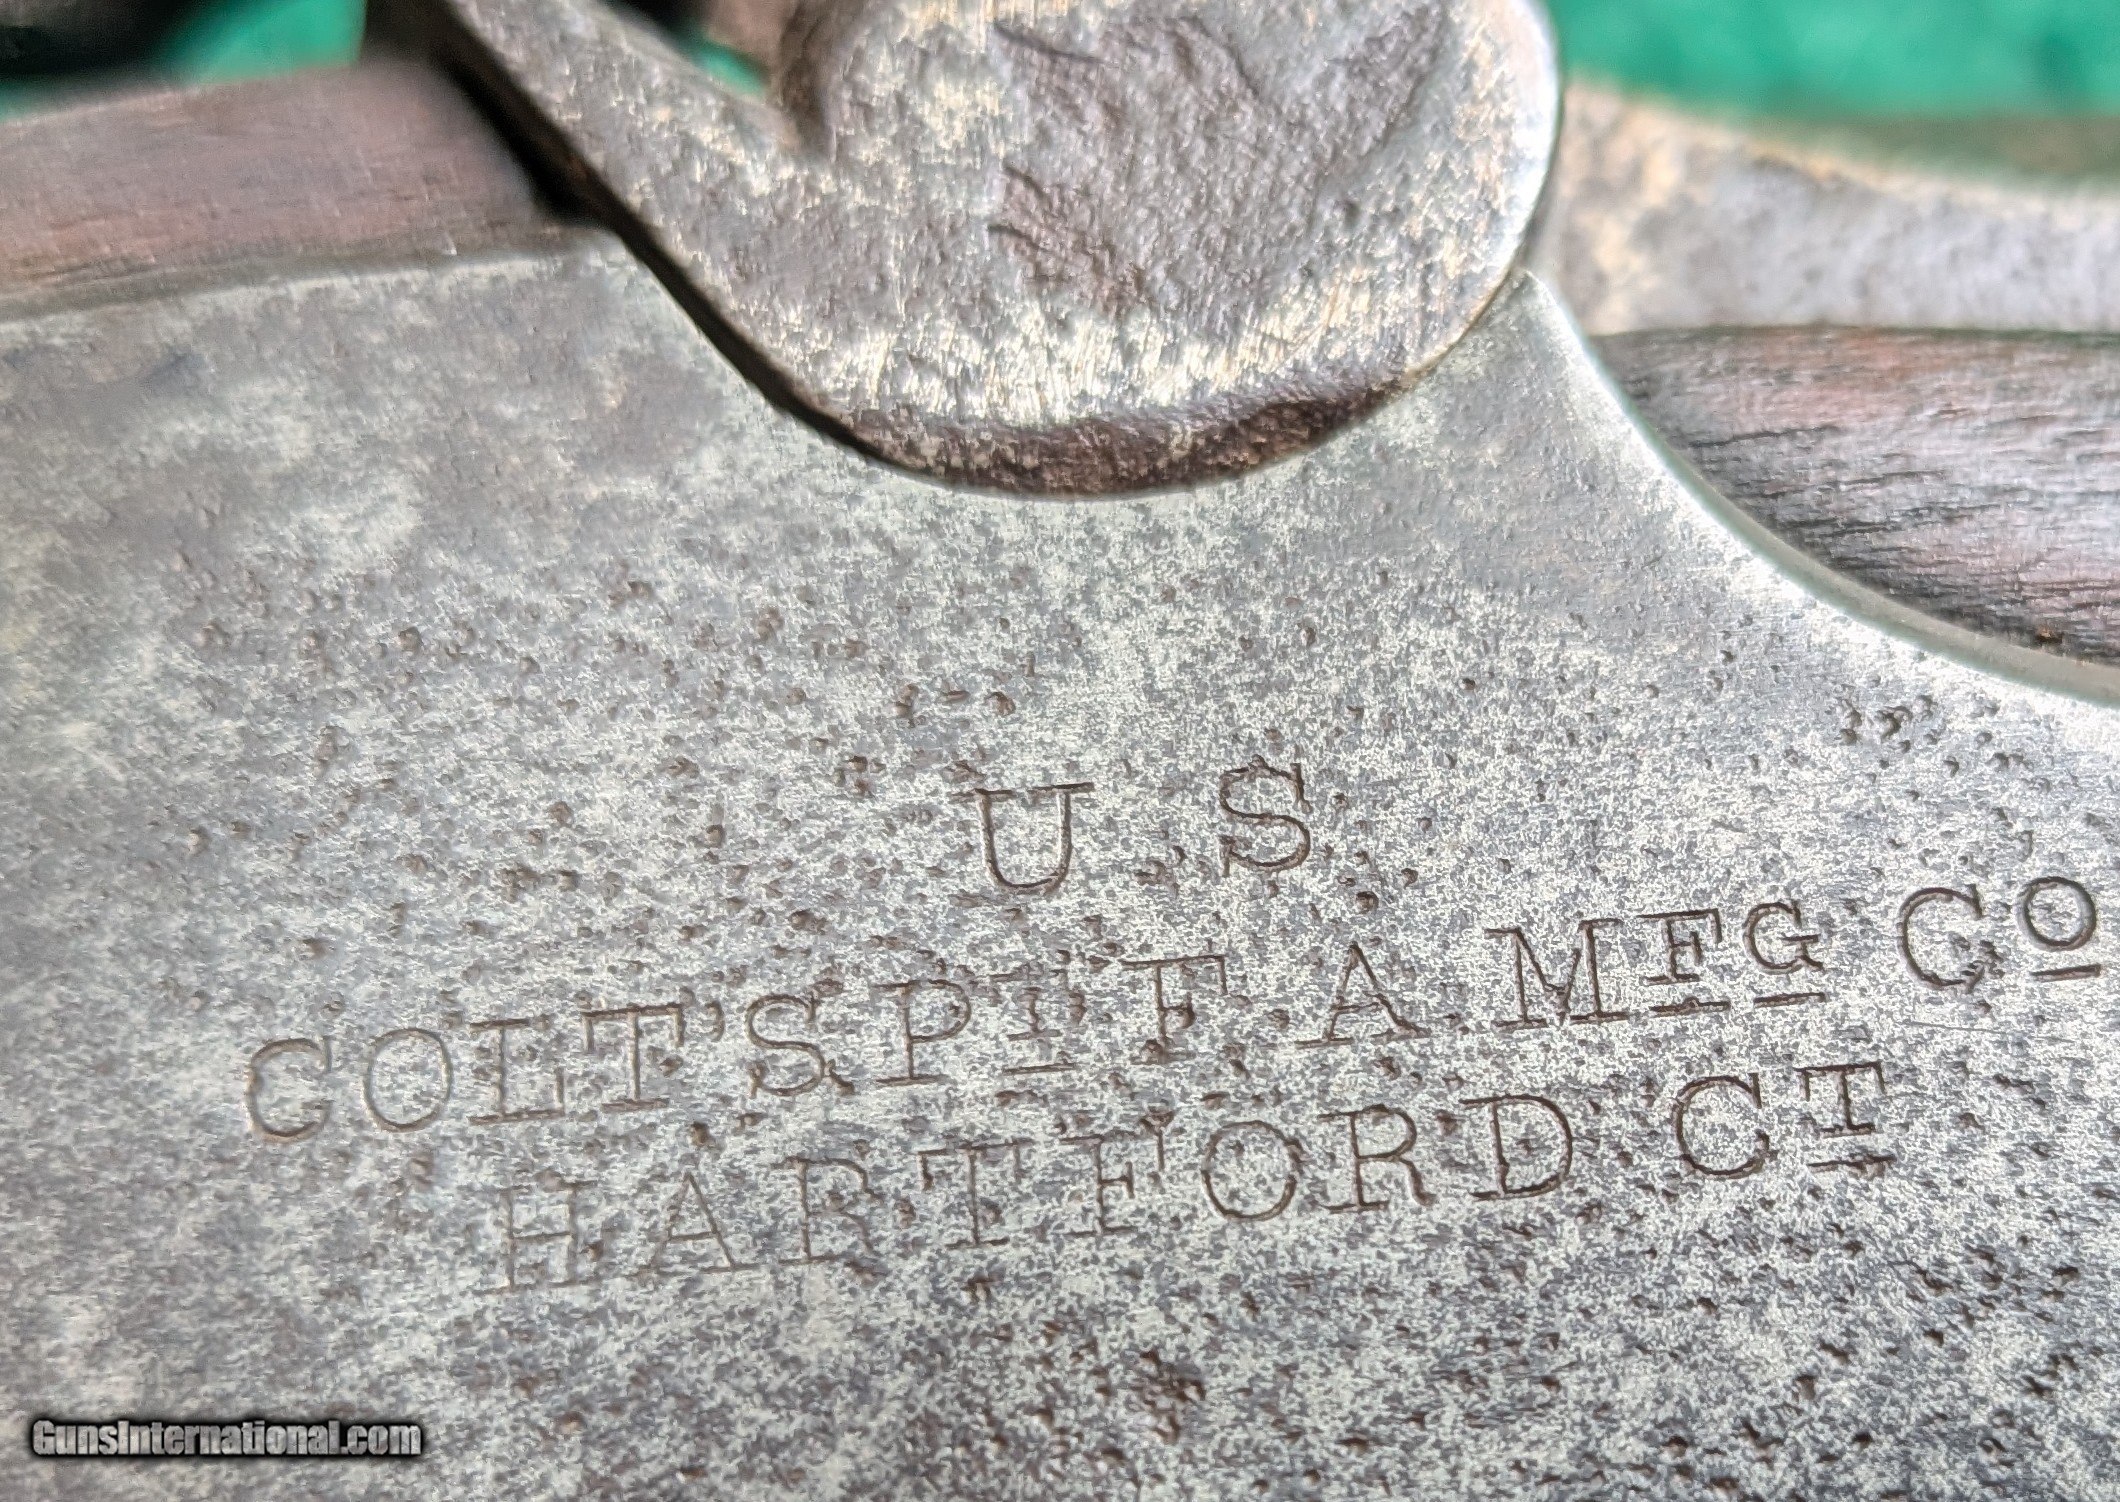 U.S.
COLT'S PT F.A. MFG CO
HARTFORD CT
GunsInternational.com